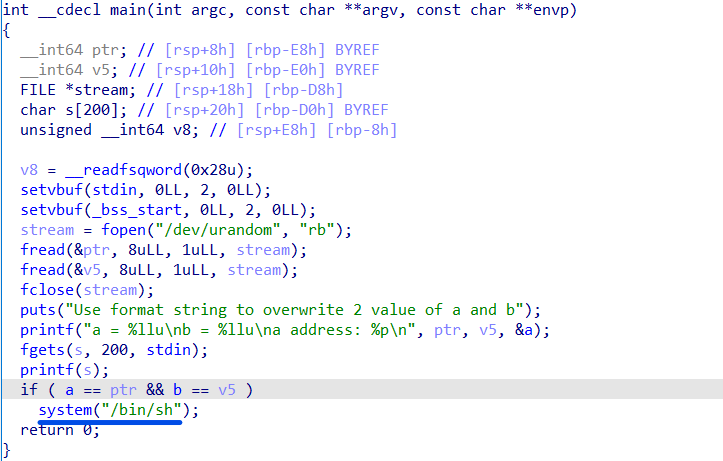 int __cdecl main(int argc, const char **argv, const char **envp)
{
  __int64 ptr; // [rsp+8h] [rbp-E8h] BYREF
  __int64 v5; // [rsp+10h] [rbp-E0h] BYREF
  FILE *stream; // [rsp+18h] [rbp-D8h]
  char s[200]; // [rsp+20h] [rbp-D0h] BYREF
  unsigned __int64 v8; // [rsp+E8h] [rbp-8h]

  v8 = __readfsqword(0x28u);
  setvbuf(stdin, 0LL, 2, 0LL);
  setvbuf(_bss_start, 0LL, 2, 0LL);
  stream = fopen("/dev/urandom", "rb");
  fread(&ptr, 8uLL, 1uLL, stream);
  fread(&v5, 8uLL, 1uLL, stream);
  fclose(stream);
  puts("Use format string to overwrite 2 value of a and b");
  printf("a = %llu\nb = %llu\na address: %p\n", ptr, v5, &a);
  fgets(s, 200, stdin);
  printf(s);
  if ( a == ptr && b == v5 )
    system("/bin/sh");
  return 0;
}